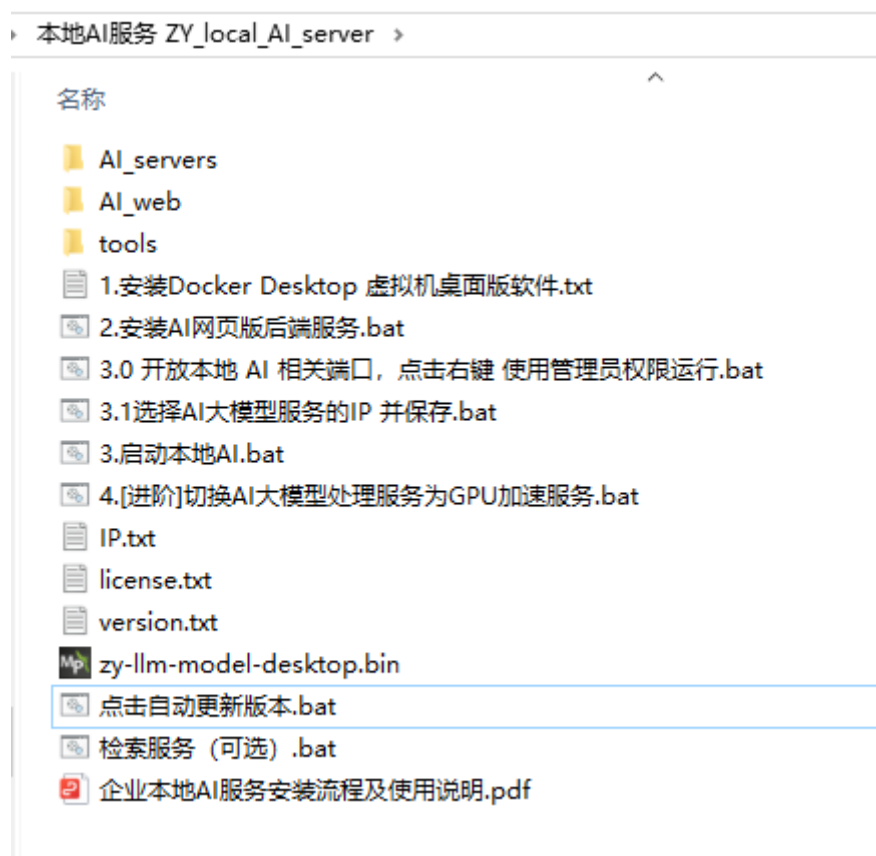 本地AI服务 ZY_local_AI_server
名称
AI_servers
AI_web
tools
1.安装Docker Desktop 虚拟机桌面版软件.txt
2.安装AI网页版后端服务.bat
3.0 开放本地 AI 相关端口，点击右键 使用管理员权限运行.bat
3.1选择AI大模型服务的IP 并保存.bat
3.启动本地AI.bat
4.[进阶]切换AI大模型处理服务为GPU加速服务.bat
IP.txt
license.txt
version.txt
zy-llm-model-desktop.bin
点击自动更新版本.bat
检索服务（可选）.bat
企业本地AI服务安装流程及使用说明.pdf